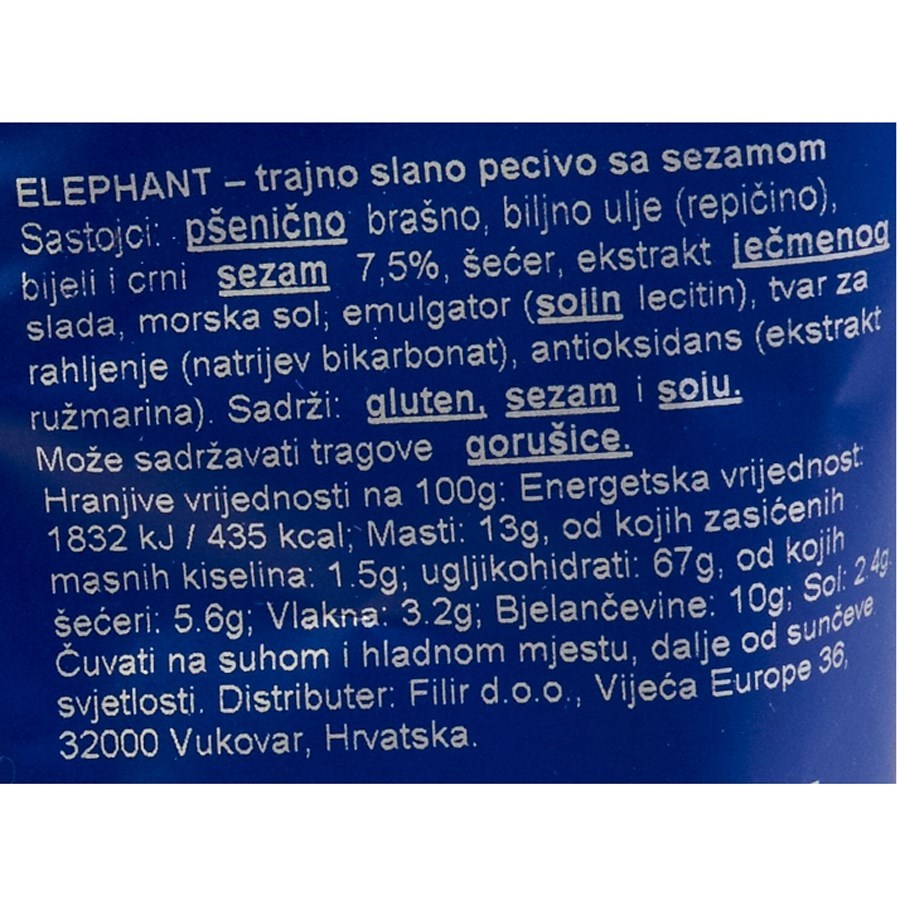 ELEPHANT – trajno slano pecivo sa sezamom
Sastojci: pšenično brašno, biljno ulje (repičino),
bijeli i crni sezam 7,5%, šećer, ekstrakt ječmenog
slada, morska sol, emulgator (sojin lecitin), tvar za
rahljenje (natrijev bikarbonat), antioksidans (ekstrakt
ružmarina). Sadrži: gluten, sezam i soju.
Može sadržavati tragove gorušice.
Hranjive vrijednosti na 100g: Energetska vrijednost:
1832 kJ / 435 kcal; Masti: 13g, od kojih zasićenih
masnih kiselina: 1.5g; ugljikohidrati: 67g, od kojih
šećeri: 5.6g; Vlakna: 3.2g; Bjelančevine: 10g; Sol: 2.4g.
Čuvati na suhom i hladnom mjestu, dalje od sunčeve
svjetlosti. Distributer: Filir d.o.o., Vijeća Europe 36,
32000 Vukovar, Hrvatska.